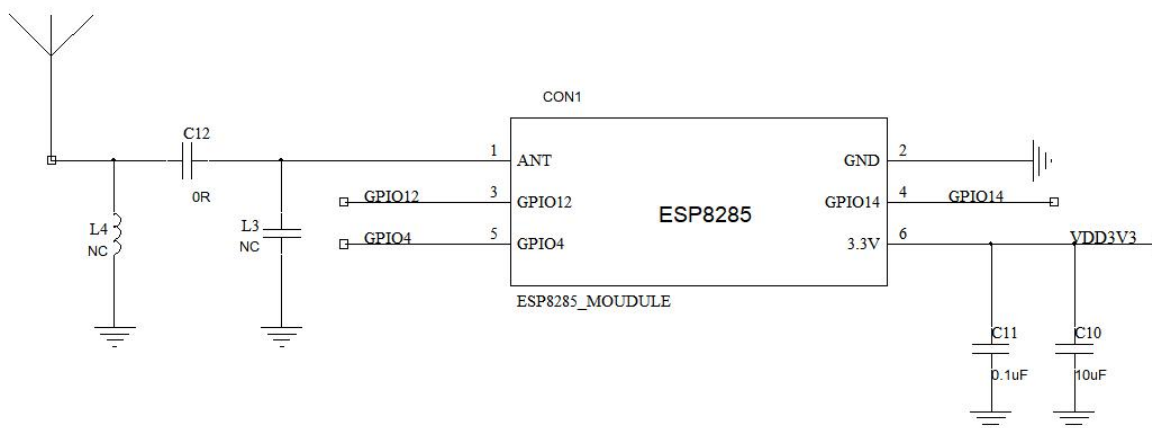 CON1
C12
0R
1
ANT
GND
2
GPIO12
3
GPIO12
ESP8285
GPIO14
4
GPIO14
L4
NC
L3
NC
GPIO4
5
GPIO4
3.3V
6
VDD3V3
ESP8285_MOUDULE
C11
0.1uF
C10
10uF